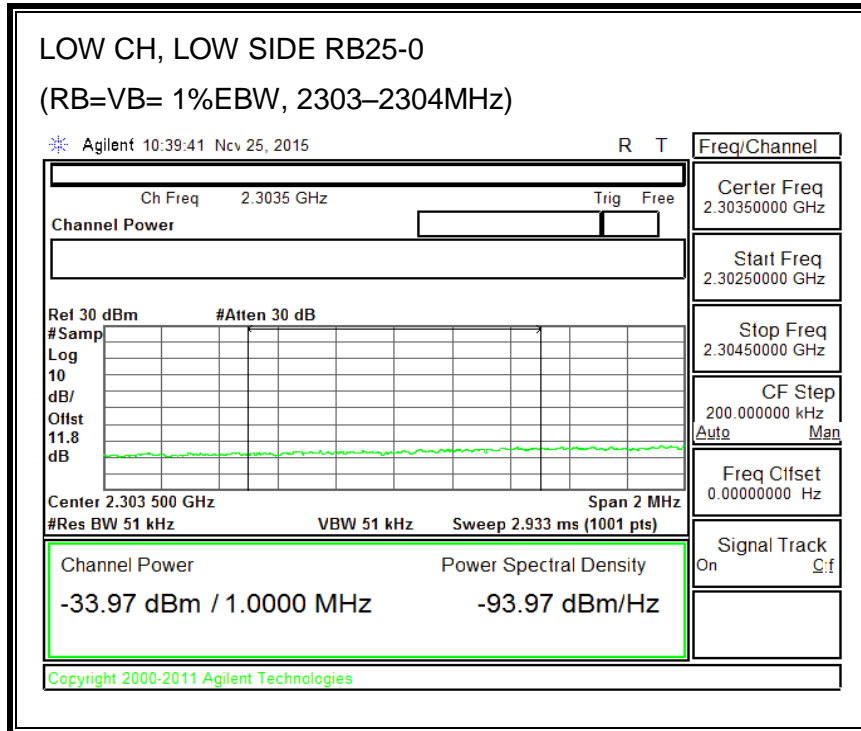 LOW CH, LOW SIDE RB25-0
(RB=VB= 1%EBW, 2303–2304MHz)
Agilent 10:39:41 Nov 25, 2015 R T
Freq/Channel
Ch Freq 2.3035 GHz Trig Free
Channel Power
Center Freq
2.30350000 GHz
Start Freq
2.30250000 GHz
Stop Freq
2.30450000 GHz
CF Step
200.000000 kHz
Auto Man
Freq Offset
0.00000000 Hz
Signal Track
On Off
Ref 30 dBm #Atten 30 dB
#Samp
Log
10
dB/
Offst
11.8
dB
Center 2.303 500 GHz Span 2 MHz
#Res BW 51 kHz VBW 51 kHz Sweep 2.933 ms (1001 pts)
Channel Power Power Spectral Density
-33.97 dBm / 1.0000 MHz -93.97 dBm/Hz
Copyright 2000-2011 Agilent Technologies